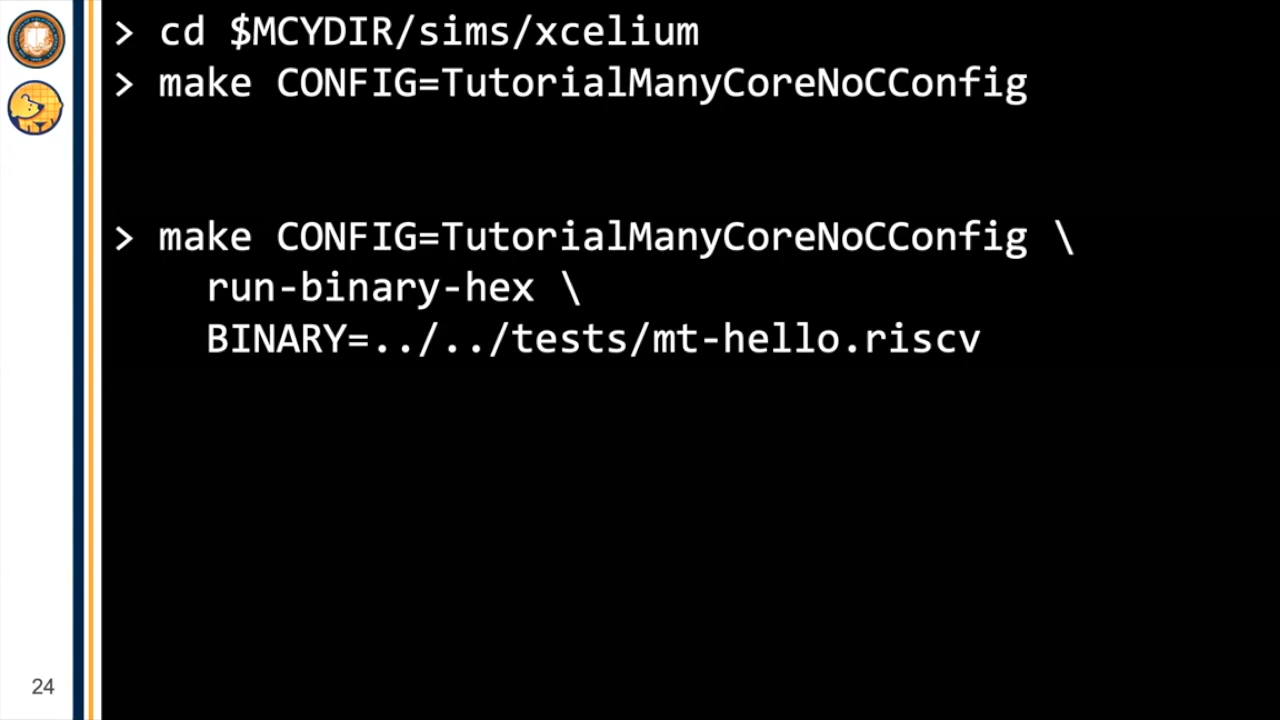 > cd $MCYDIR/sims/xcelium
> make CONFIG=TutorialManyCoreNoCConfig
> make CONFIG=TutorialManyCoreNoCConfig \
run-binary-hex \
BINARY=../../tests/mt-hello.riscv
24